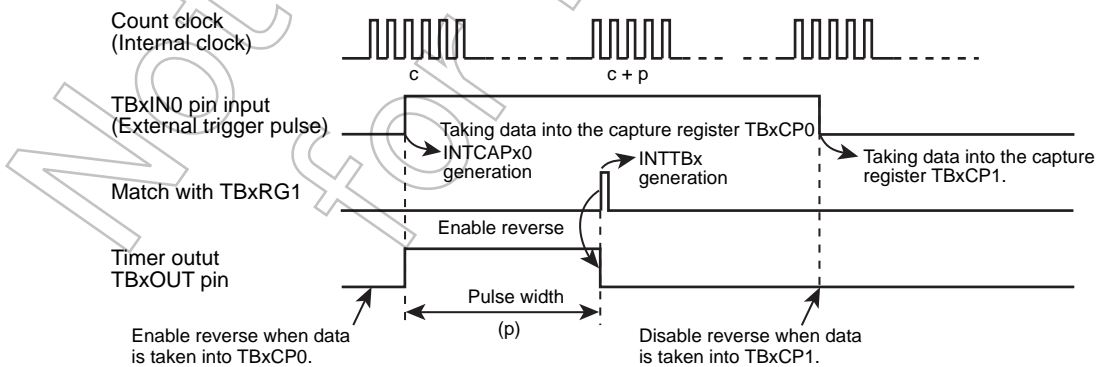 Count clock
(Internal clock)
c
c + p
TBxIN0 pin input
(External trigger pulse)
Taking data into the capture register TBxCP0
INTCAPx0
generation
INTTBx
generation
Taking data into the capture
register TBxCP1.
Match with TBxRG1
Enable reverse
Timer outut
TBxOUT pin
Pulse width
(p)
Enable reverse when data
is taken into TBxCP0.
Disable reverse when data
is taken into TBxCP1.